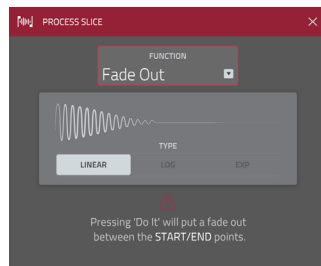 PROCESS SLICE
FUNCTION
Fade Out
TYPE
LINEAR LOG EXP
Pressing 'Do It' will put a fade out
between the START/END points.